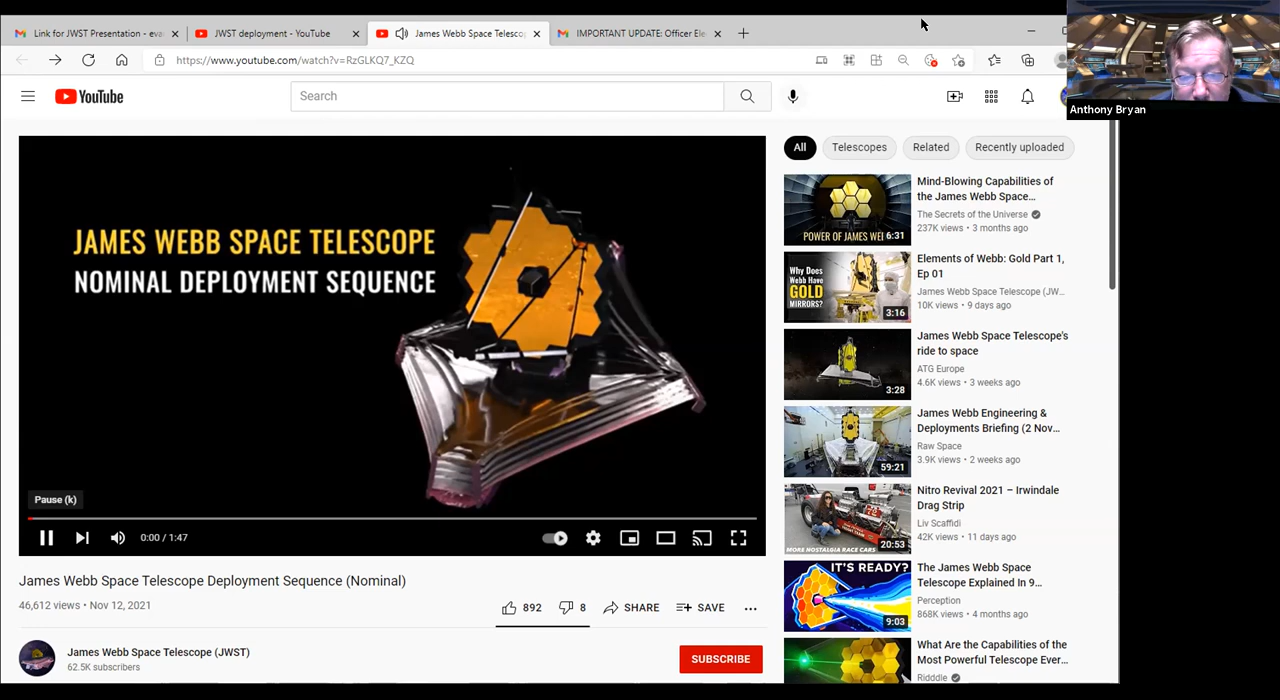 Link for JWST Presentation - eva
JWST deployment - YouTube
James Webb Space Telesco
IMPORTANT UPDATE: Officer Ele
https://www.youtube.com/watch?v=RzGLKQ7_KZQ
Anthony Bryan
YouTube
Search
JAMES WEBB SPACE TELESCOPE
NOMINAL DEPLOYMENT SEQUENCE
Pause (k)
0:00 / 1:47
James Webb Space Telescope Deployment Sequence (Nominal)
46,612 views • Nov 12, 2021
892
8
SHARE
SAVE
James Webb Space Telescope (JWST)
62.5K subscribers
SUBSCRIBE
All
Telescopes
Related
Recently uploaded
POWER OF JAMES WE
6:31
Mind-Blowing Capabilities of
the James Webb Space...
The Secrets of the Universe
237K views • 3 months ago
Why Does
Webb Have
GOLD
MIRRORS?
3:16
Elements of Webb: Gold Part 1,
Ep 01
James Webb Space Telescope (JW...
10K views • 9 days ago
3:28
James Webb Space Telescope's
ride to space
ATG Europe
4.6K views • 3 weeks ago
59:21
James Webb Engineering &
Deployments Briefing (2 Nov...
Raw Space
3.9K views • 2 weeks ago
MORE NOSTALGIA RACE CARS
20:53
Nitro Revival 2021 – Irwindale
Drag Strip
Liv Scaffidi
42K views • 11 days ago
IT'S READY?
9:03
The James Webb Space
Telescope Explained In 9...
Perception
868K views • 4 months ago
What Are the Capabilities of the
Most Powerful Telescope Ever...
Ridddle